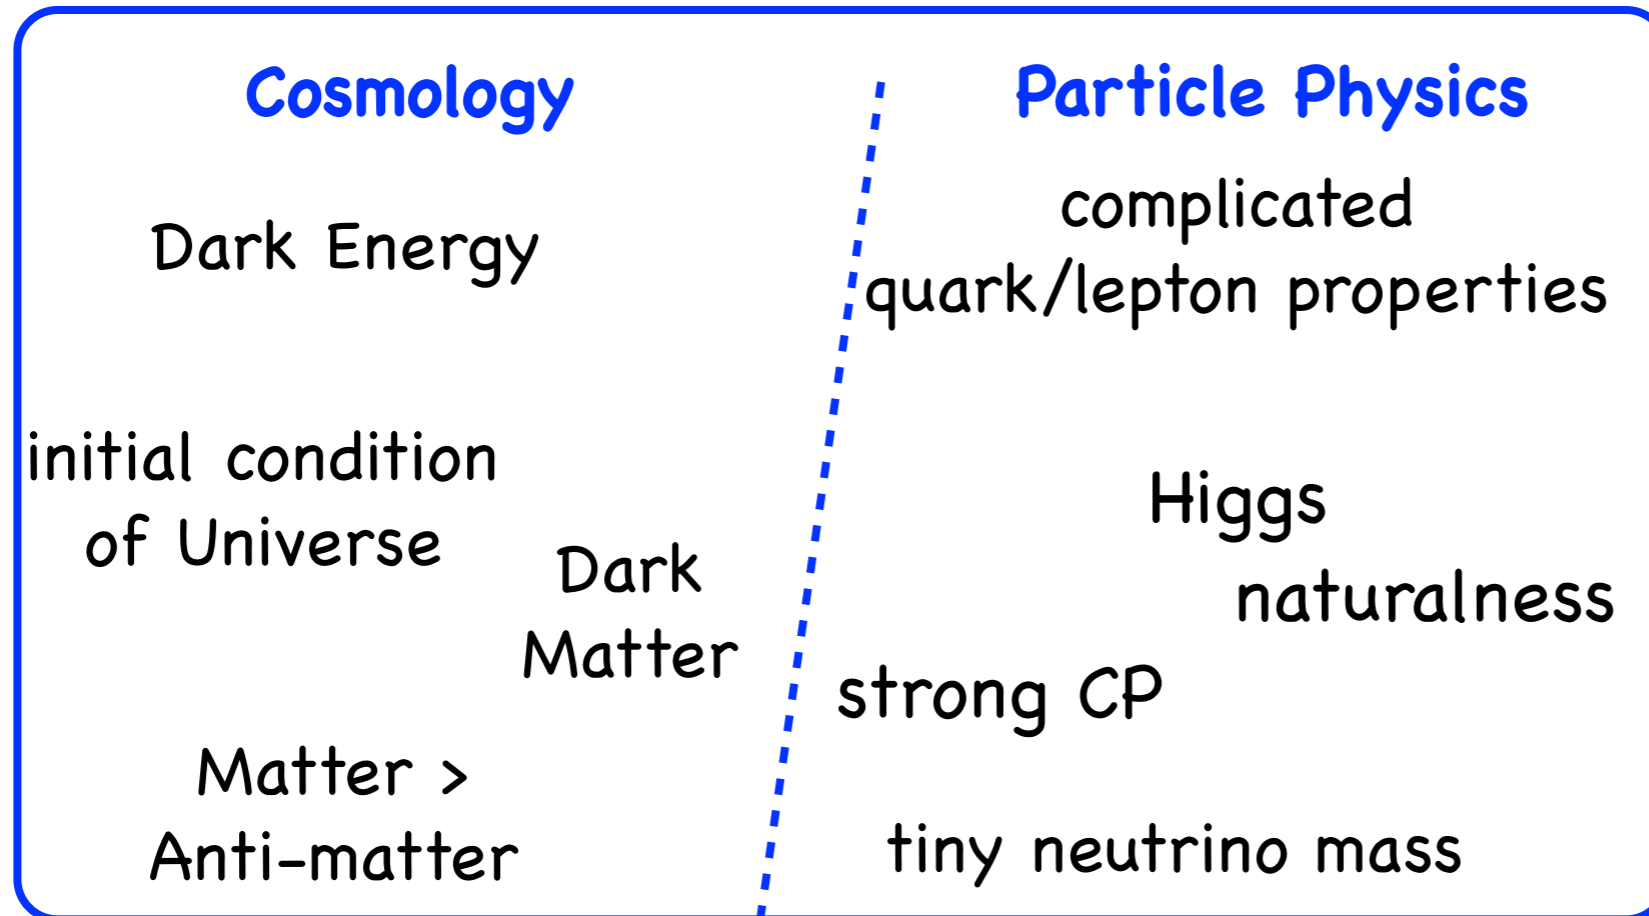 Cosmology
Dark Energy
initial condition
of Universe
Dark
Matter
Matter >
Anti-matter
Particle Physics
complicated
quark/lepton properties
Higgs
naturalness
strong CP
tiny neutrino mass